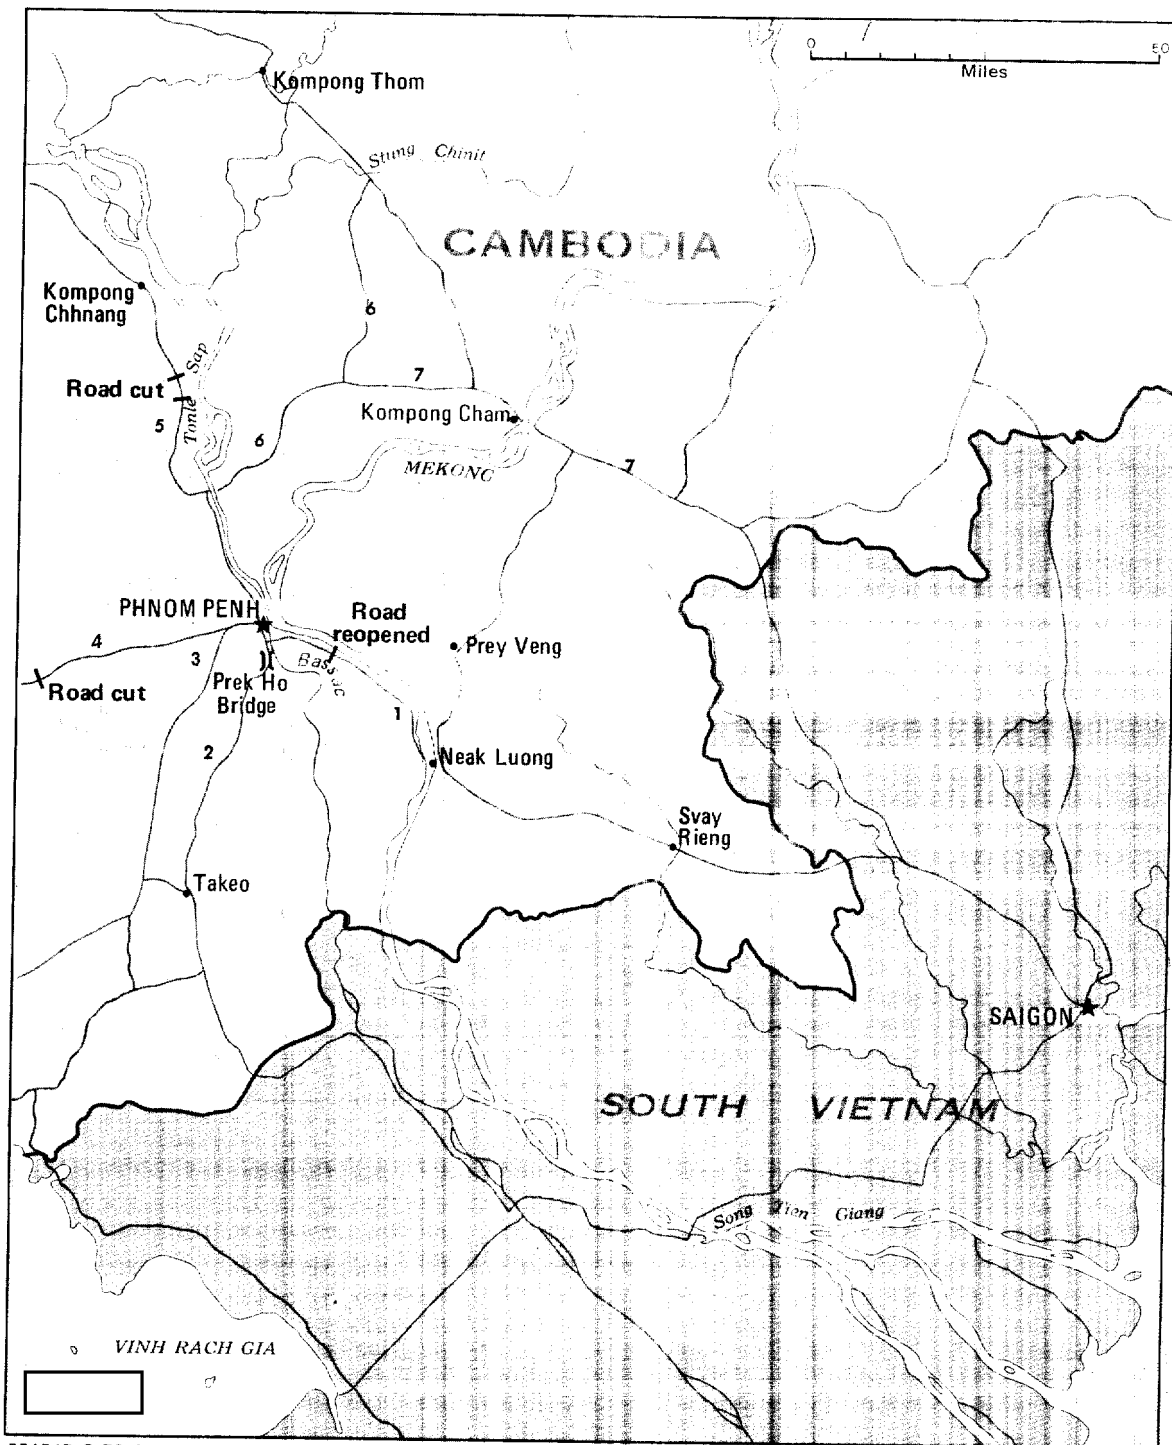 0 50
Miles
Kompong Thom
Stung Chinit
CAMBODIA
Kompong
Chhnang
6
Sap
Road cut
7
Tonle
Kompong Cham
5
6
MEKONG
7
PHNOM PENH
Road
reopened
4
3
Prey Veng
Bassac
Road cut
Prek Ho
Bridge
1
2
Neak Luong
Svay
Rieng
Takeo
SAIGON
SOUTH VIETNAM
Song Tien Giang
VINH RACH GIA